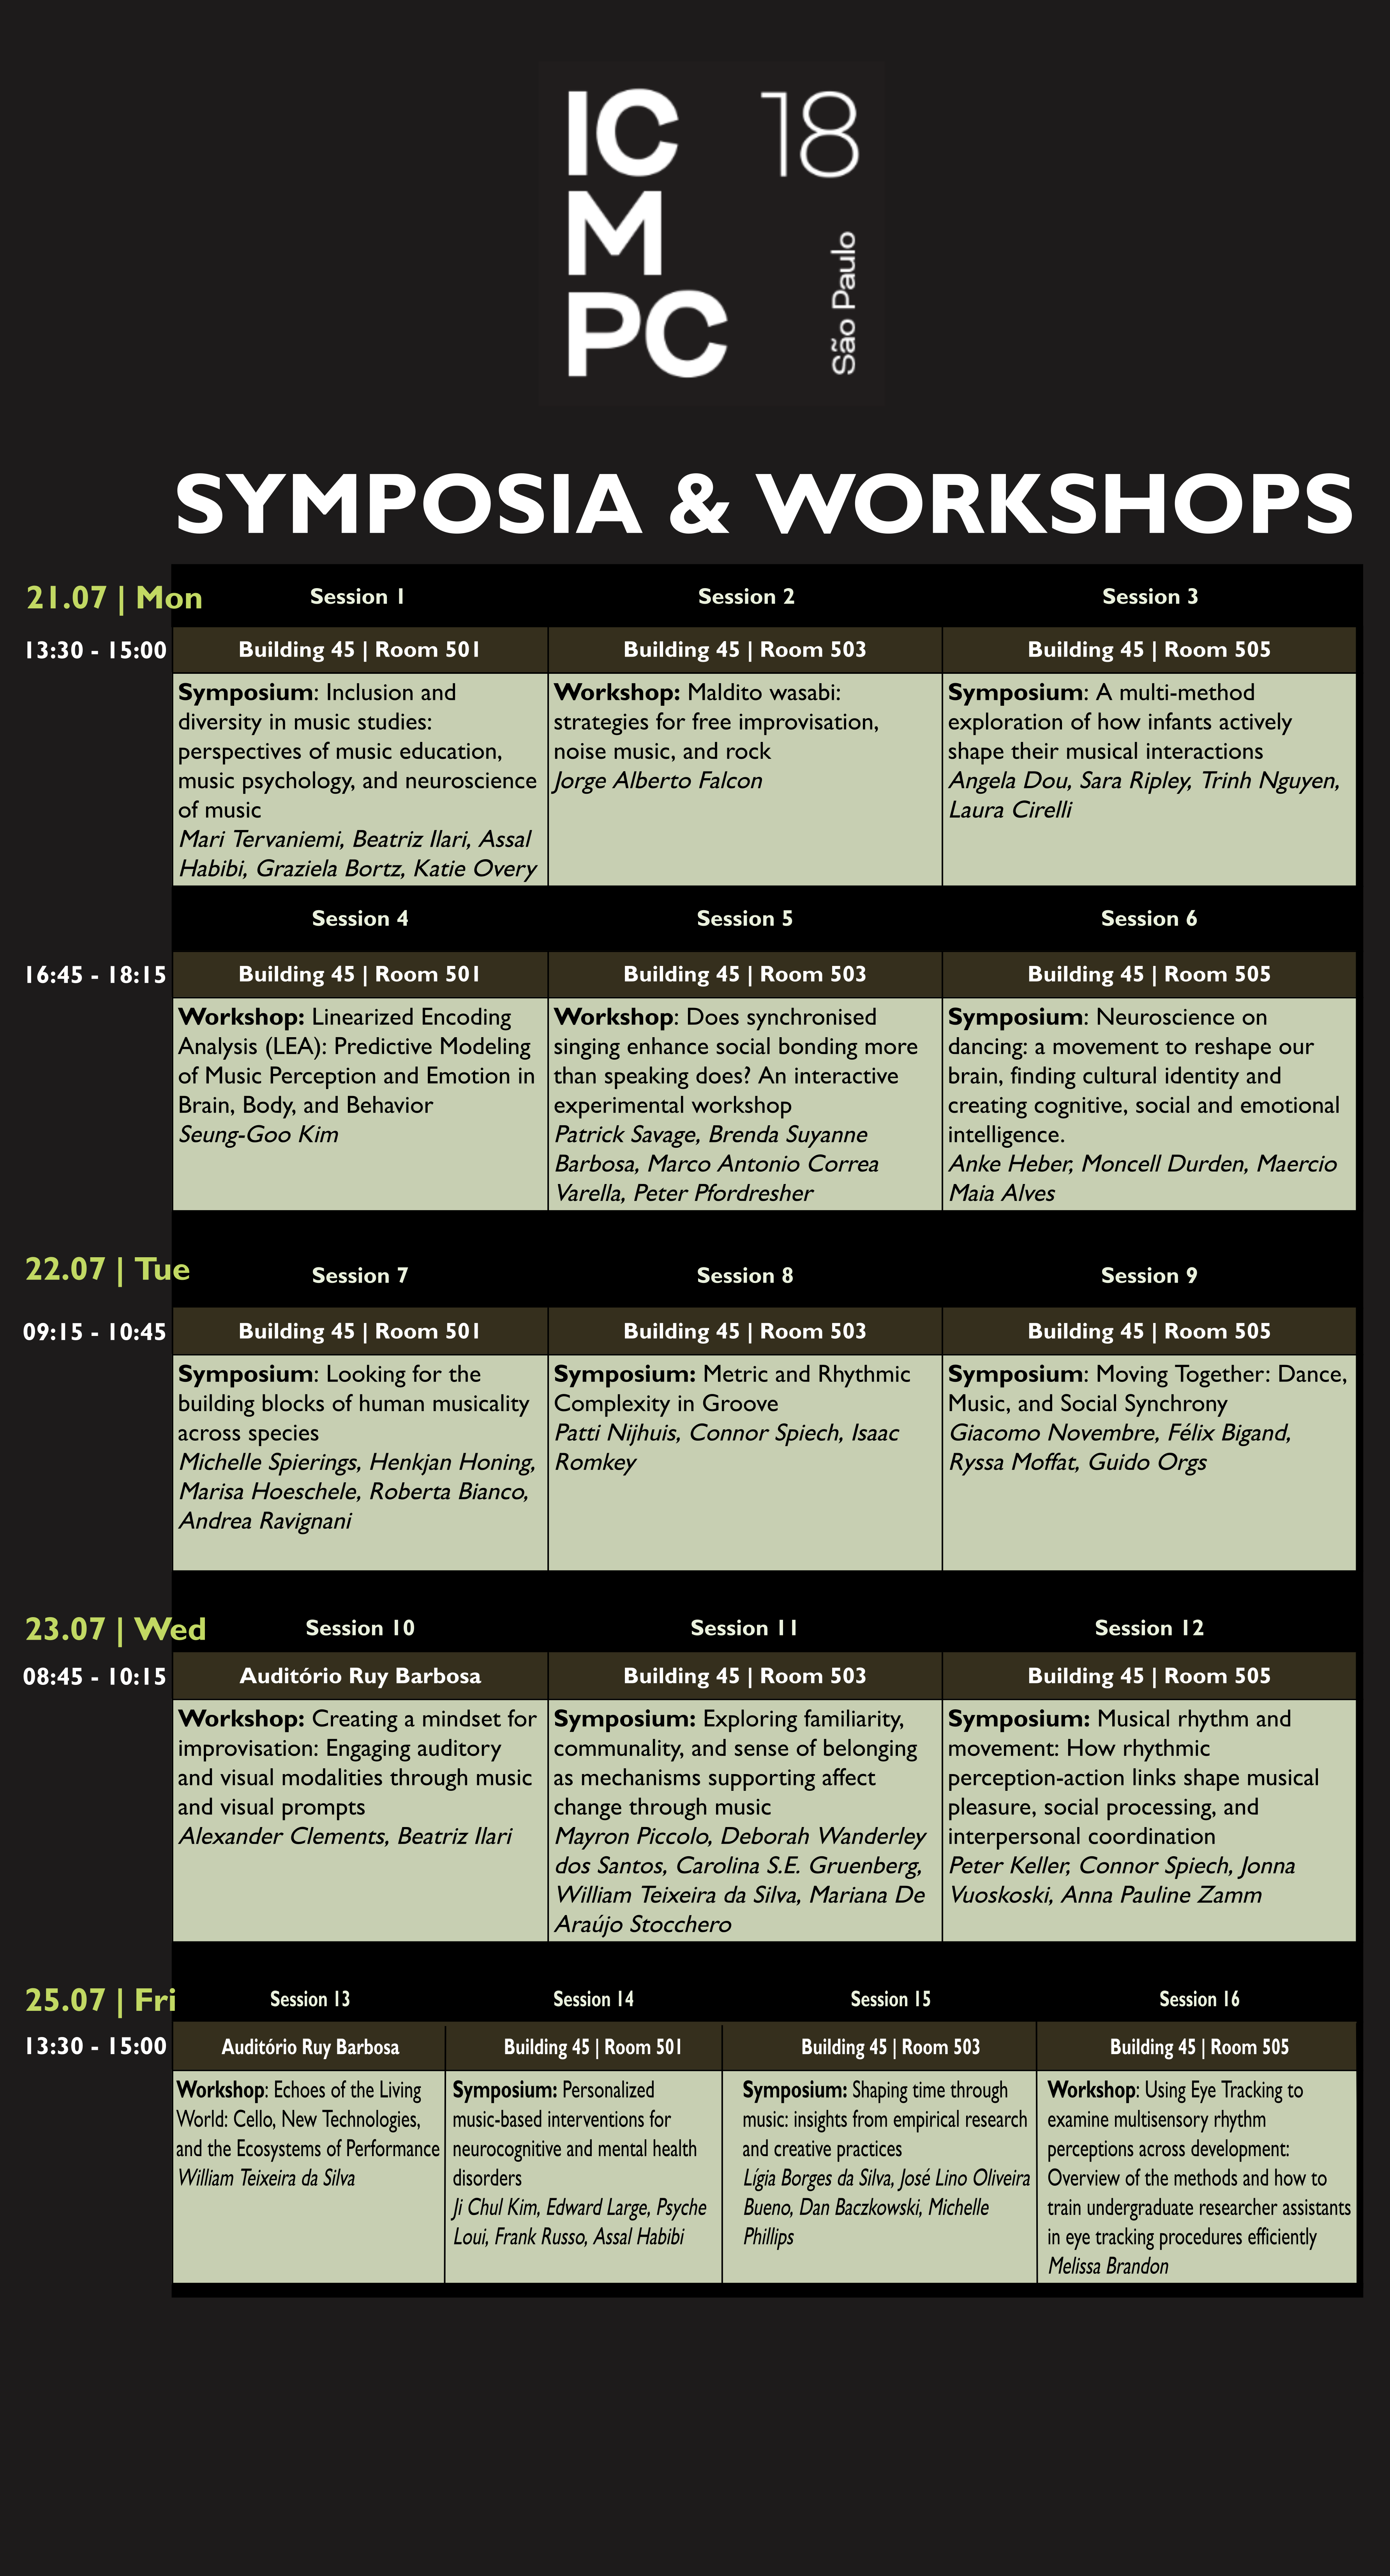 IC
M
PC
18
São Paulo
SYMPOSIA & WORKSHOPS
21.07 | Mon
Session 1
Session 2
Session 3
13:30 - 15:00
Building 45 | Room 501
Building 45 | Room 503
Building 45 | Room 505
Symposium: Inclusion and
diversity in music studies:
perspectives of music education,
music psychology, and neuroscience
of music
Mari Tervaniemi, Beatriz Ilari, Assal
Habibi, Graziela Bortz, Katie Overy
Workshop: Maldito wasabi:
strategies for free improvisation,
noise music, and rock
Jorge Alberto Falcon
Symposium: A multi-method
exploration of how infants actively
shape their musical interactions
Angela Dou, Sara Ripley, Trinh Nguyen,
Laura Cirelli
Session 4
Session 5
Session 6
16:45 - 18:15
Building 45 | Room 501
Building 45 | Room 503
Building 45 | Room 505
Workshop: Linearized Encoding
Analysis (LEA): Predictive Modeling
of Music Perception and Emotion in
Brain, Body, and Behavior
Seung-Goo Kim
Workshop: Does synchronised
singing enhance social bonding more
than speaking does? An interactive
experimental workshop
Patrick Savage, Brenda Suyanne
Barbosa, Marco Antonio Correa
Varella, Peter Pfordresher
Symposium: Neuroscience on
dancing: a movement to reshape our
brain, finding cultural identity and
creating cognitive, social and emotional
intelligence.
Anke Heber, Moncell Durden, Maercio
Maia Alves
22.07 | Tue
Session 7
Session 8
Session 9
09:15 - 10:45
Building 45 | Room 501
Building 45 | Room 503
Building 45 | Room 505
Symposium: Looking for the
building blocks of human musicality
across species
Michelle Spierings, Henkjan Honing,
Marisa Hoeschele, Roberta Bianco,
Andrea Ravignani
Symposium: Metric and Rhythmic
Complexity in Groove
Patti Nijhuis, Connor Spiech, Isaac
Romkey
Symposium: Moving Together: Dance,
Music, and Social Synchrony
Giacomo Novembre, Félix Bigand,
Ryssa Moffat, Guido Orgs
23.07 | Wed
Session 10
Session 11
Session 12
08:45 - 10:15
Auditório Ruy Barbosa
Building 45 | Room 503
Building 45 | Room 505
Workshop: Creating a mindset for
improvisation: Engaging auditory
and visual modalities through music
and visual prompts
Alexander Clements, Beatriz Ilari
Symposium: Exploring familiarity,
communality, and sense of belonging
as mechanisms supporting affect
change through music
Mayron Piccolo, Deborah Wanderley
dos Santos, Carolina S.E. Gruenberg,
William Teixeira da Silva, Mariana De
Araújo Stocchero
Symposium: Musical rhythm and
movement: How rhythmic
perception-action links shape musical
pleasure, social processing, and
interpersonal coordination
Peter Keller, Connor Spiech, Jonna
Vuoskoski, Anna Pauline Zamm
25.07 | Fri
Session 13
Session 14
Session 15
Session 16
13:30 - 15:00
Auditório Ruy Barbosa
Building 45 | Room 501
Building 45 | Room 503
Building 45 | Room 505
Workshop: Echoes of the Living
World: Cello, New Technologies,
and the Ecosystems of Performance
William Teixeira da Silva
Symposium: Personalized
music-based interventions for
neurocognitive and mental health
disorders
Ji Chul Kim, Edward Large, Psyche
Loui, Frank Russo, Assal Habibi
Symposium: Shaping time through
music: insights from empirical research
and creative practices
Lígia Borges da Silva, José Lino Oliveira
Bueno, Dan Baczkowski, Michelle
Phillips
Workshop: Using Eye Tracking to
examine multisensory rhythm
perceptions across development:
Overview of the methods and how to
train undergraduate researcher assistants
in eye tracking procedures efficiently
Melissa Brandon